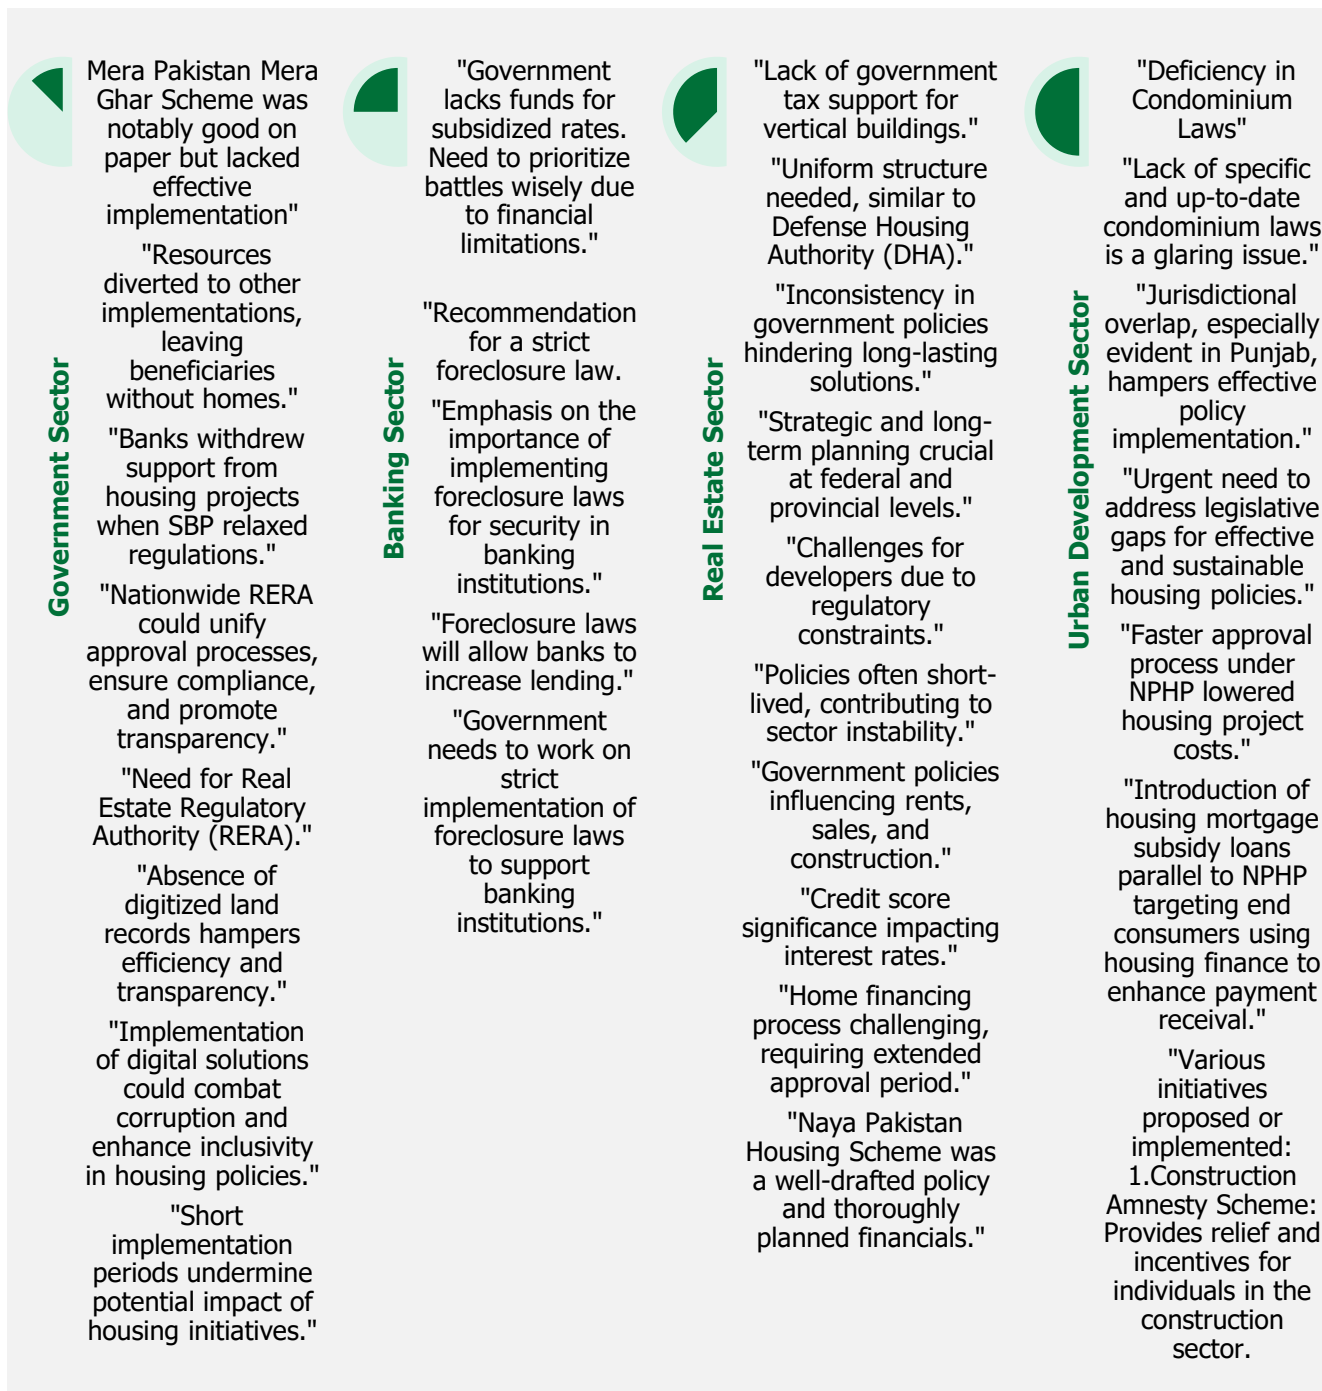 Government Sector
Mera Pakistan Mera
Ghar Scheme was
notably good on
paper but lacked
effective
implementation"
"Resources
diverted to other
implementations,
leaving
beneficiaries
without homes."
"Banks withdrew
support from
housing projects
when SBP relaxed
regulations."
"Nationwide RERA
could unify
approval processes,
ensure compliance,
and promote
transparency."
"Need for Real
Estate Regulatory
Authority (RERA)."
"Absence of
digitized land
records hampers
efficiency and
transparency."
"Implementation
of digital solutions
could combat
corruption and
enhance inclusivity
in housing policies."
"Short
implementation
periods undermine
potential impact of
housing initiatives."
Banking Sector
"Government
lacks funds for
subsidized rates.
Need to prioritize
battles wisely due
to financial
limitations."
"Recommendation
for a strict
foreclosure law.
"Emphasis on the
importance of
implementing
foreclosure laws
for security in
banking
institutions."
"Foreclosure laws
will allow banks to
increase lending."
"Government
needs to work on
strict
implementation of
foreclosure laws
to support
banking
institutions."
Real Estate Sector
"Lack of government
tax support for
vertical buildings."
"Uniform structure
needed, similar to
Defense Housing
Authority (DHA)."
"Inconsistency in
government policies
hindering long-lasting
solutions."
"Strategic and long-
term planning crucial
at federal and
provincial levels."
"Challenges for
developers due to
regulatory
constraints."
"Policies often short-
lived, contributing to
sector instability."
"Government policies
influencing rents,
sales, and
construction."
"Credit score
significance impacting
interest rates."
"Home financing
process challenging,
requiring extended
approval period."
"Naya Pakistan
Housing Scheme was
a well-drafted policy
and thoroughly
planned financials."
Urban Development Sector
"Deficiency in
Condominium
Laws"
"Lack of specific
and up-to-date
condominium laws
is a glaring issue."
"Jurisdictional
overlap, especially
evident in Punjab,
hampers effective
policy
implementation."
"Urgent need to
address legislative
gaps for effective
and sustainable
housing policies."
"Faster approval
process under
NPHP lowered
housing project
costs."
"Introduction of
housing mortgage
subsidy loans
parallel to NPHP
targeting end
consumers using
housing finance to
enhance payment
receival."
"Various
initiatives
proposed or
implemented:
1.Construction
Amnesty Scheme:
Provides relief and
incentives for
individuals in the
construction
sector.